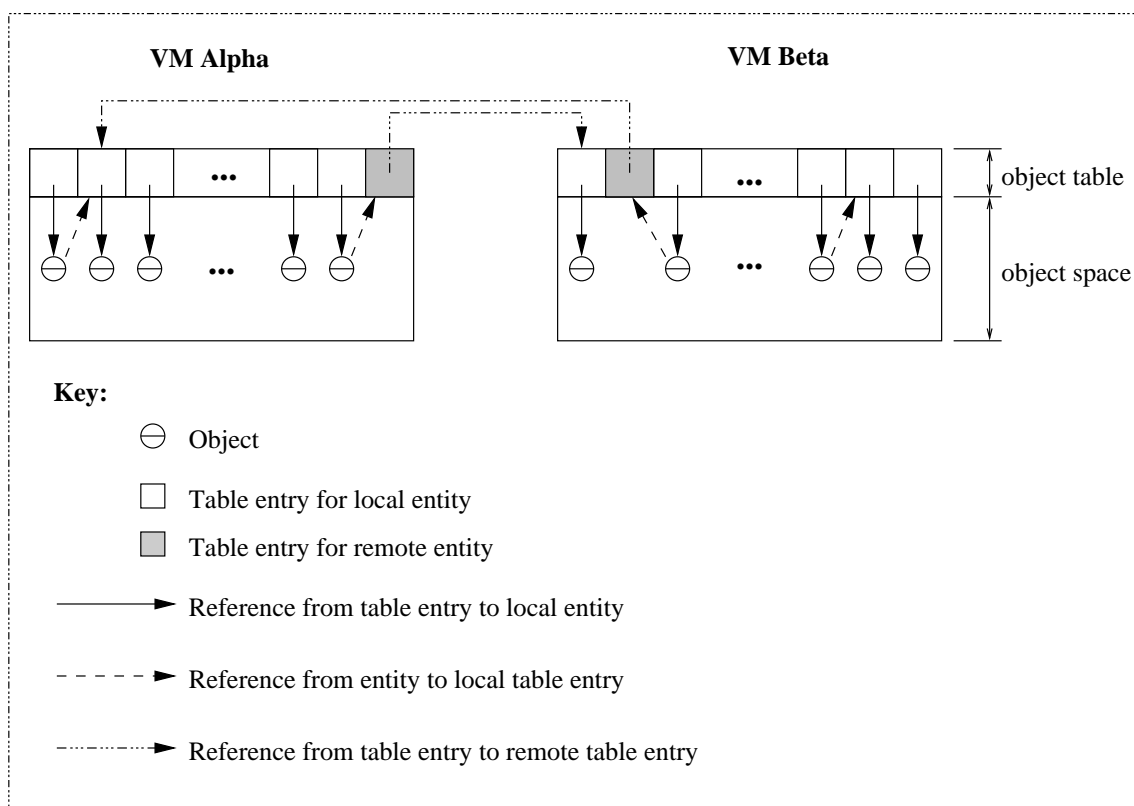 VM Alpha
VM Beta
...
...
object table
...
...
object space
Key:
Object
Table entry for local entity
Table entry for remote entity
Reference from table entry to local entity
Reference from entity to local table entry
Reference from table entry to remote table entry